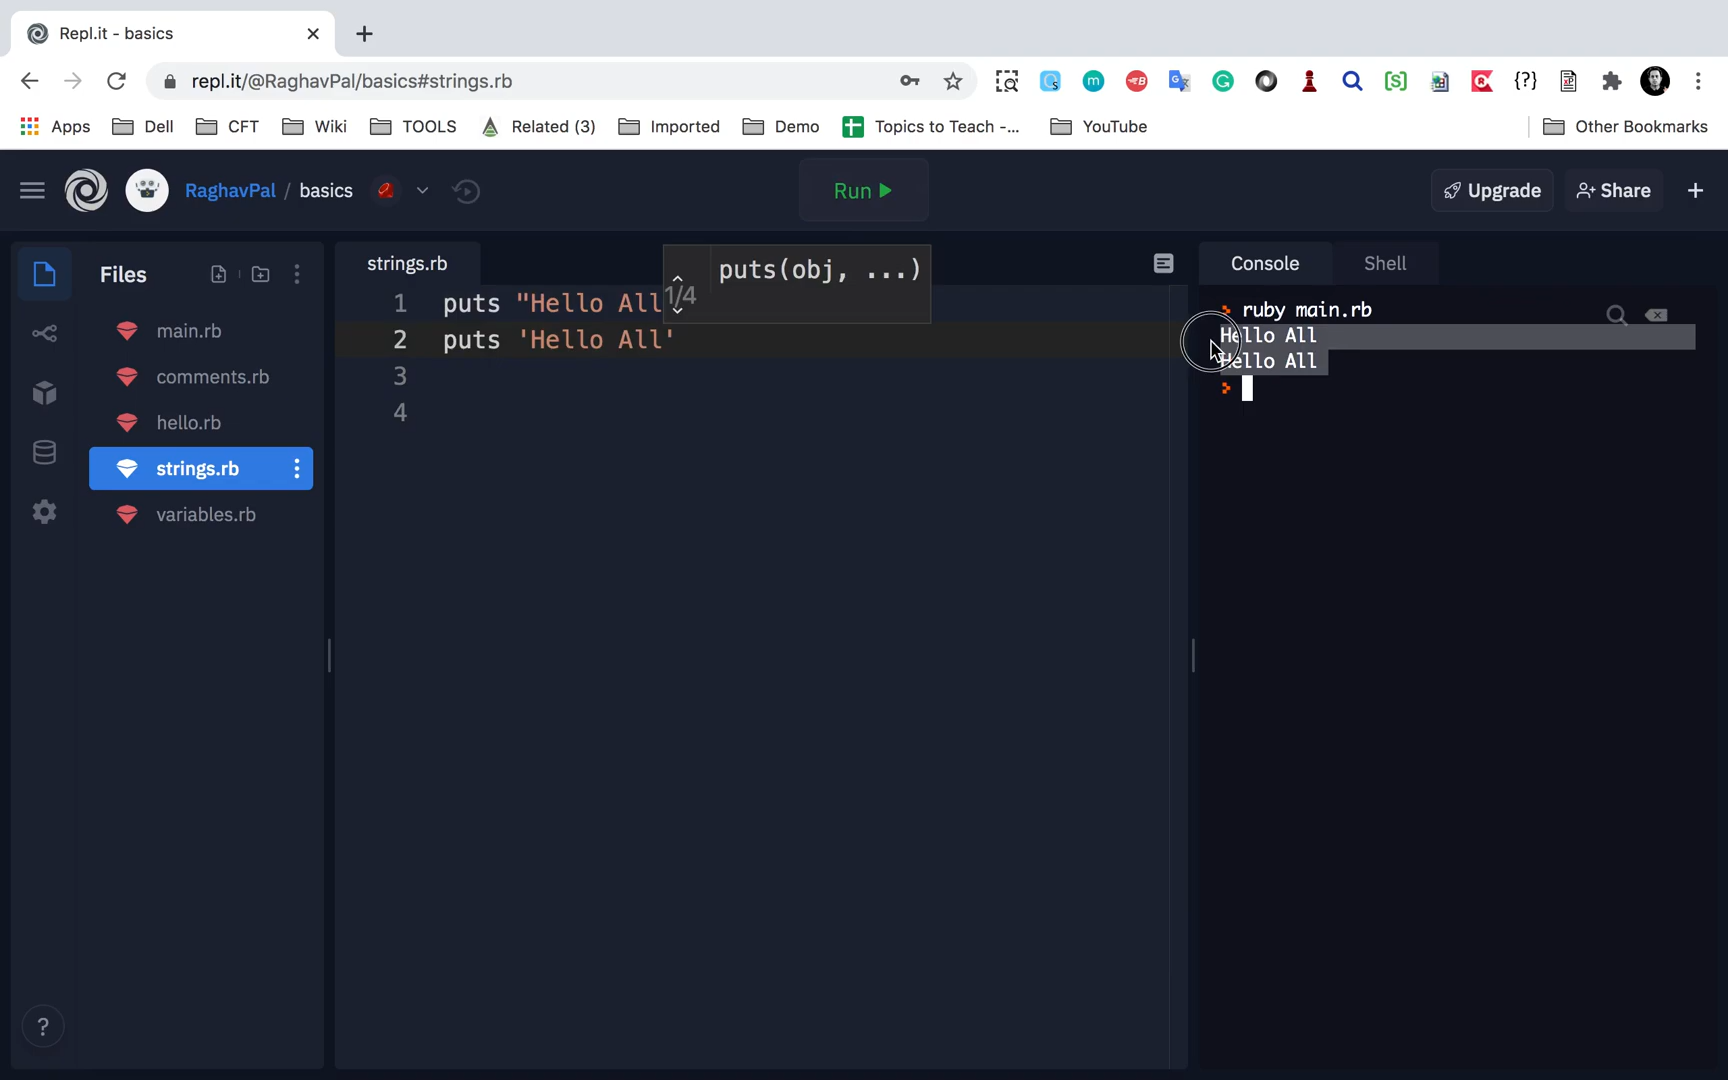 Repl.it - basics
repl.it/@RaghavPal/basics#strings.rb
Apps Dell CFT Wiki TOOLS Related (3) Imported Demo Topics to Teach -... YouTube Other Bookmarks
RaghavPal / basics Run Upgrade Share
Files
main.rb
comments.rb
hello.rb
strings.rb
variables.rb
strings.rb
puts(obj, ...)
1/4
1 puts "Hello All
2 puts 'Hello All'
3
4
Console Shell
ruby main.rb
Hello All
Hello All
?